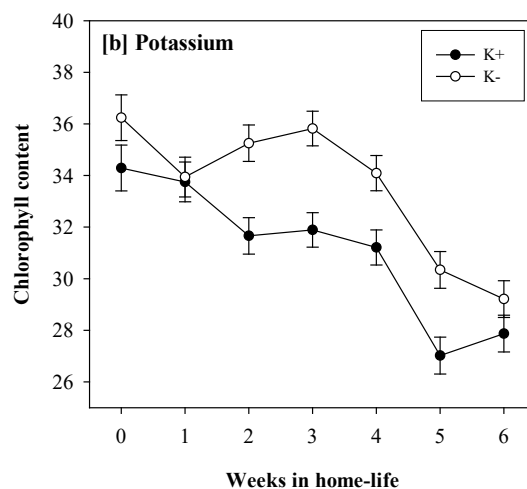 [b] Potassium
K+
K-
Chlorophyll content
40
38
36
34
32
30
28
26
0 1 2 3 4 5 6
Weeks in home-life